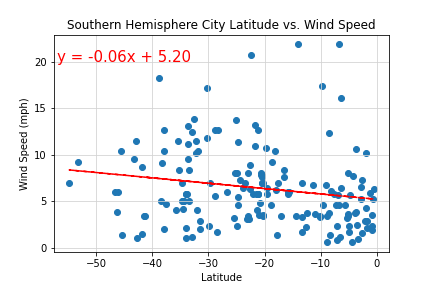 Southern Hemisphere City Latitude vs. Wind Speed
y = -0.06x + 5.20
Wind Speed (mph)
20
15
10
5
0
−50 −40 −30 −20 −10 0
Latitude